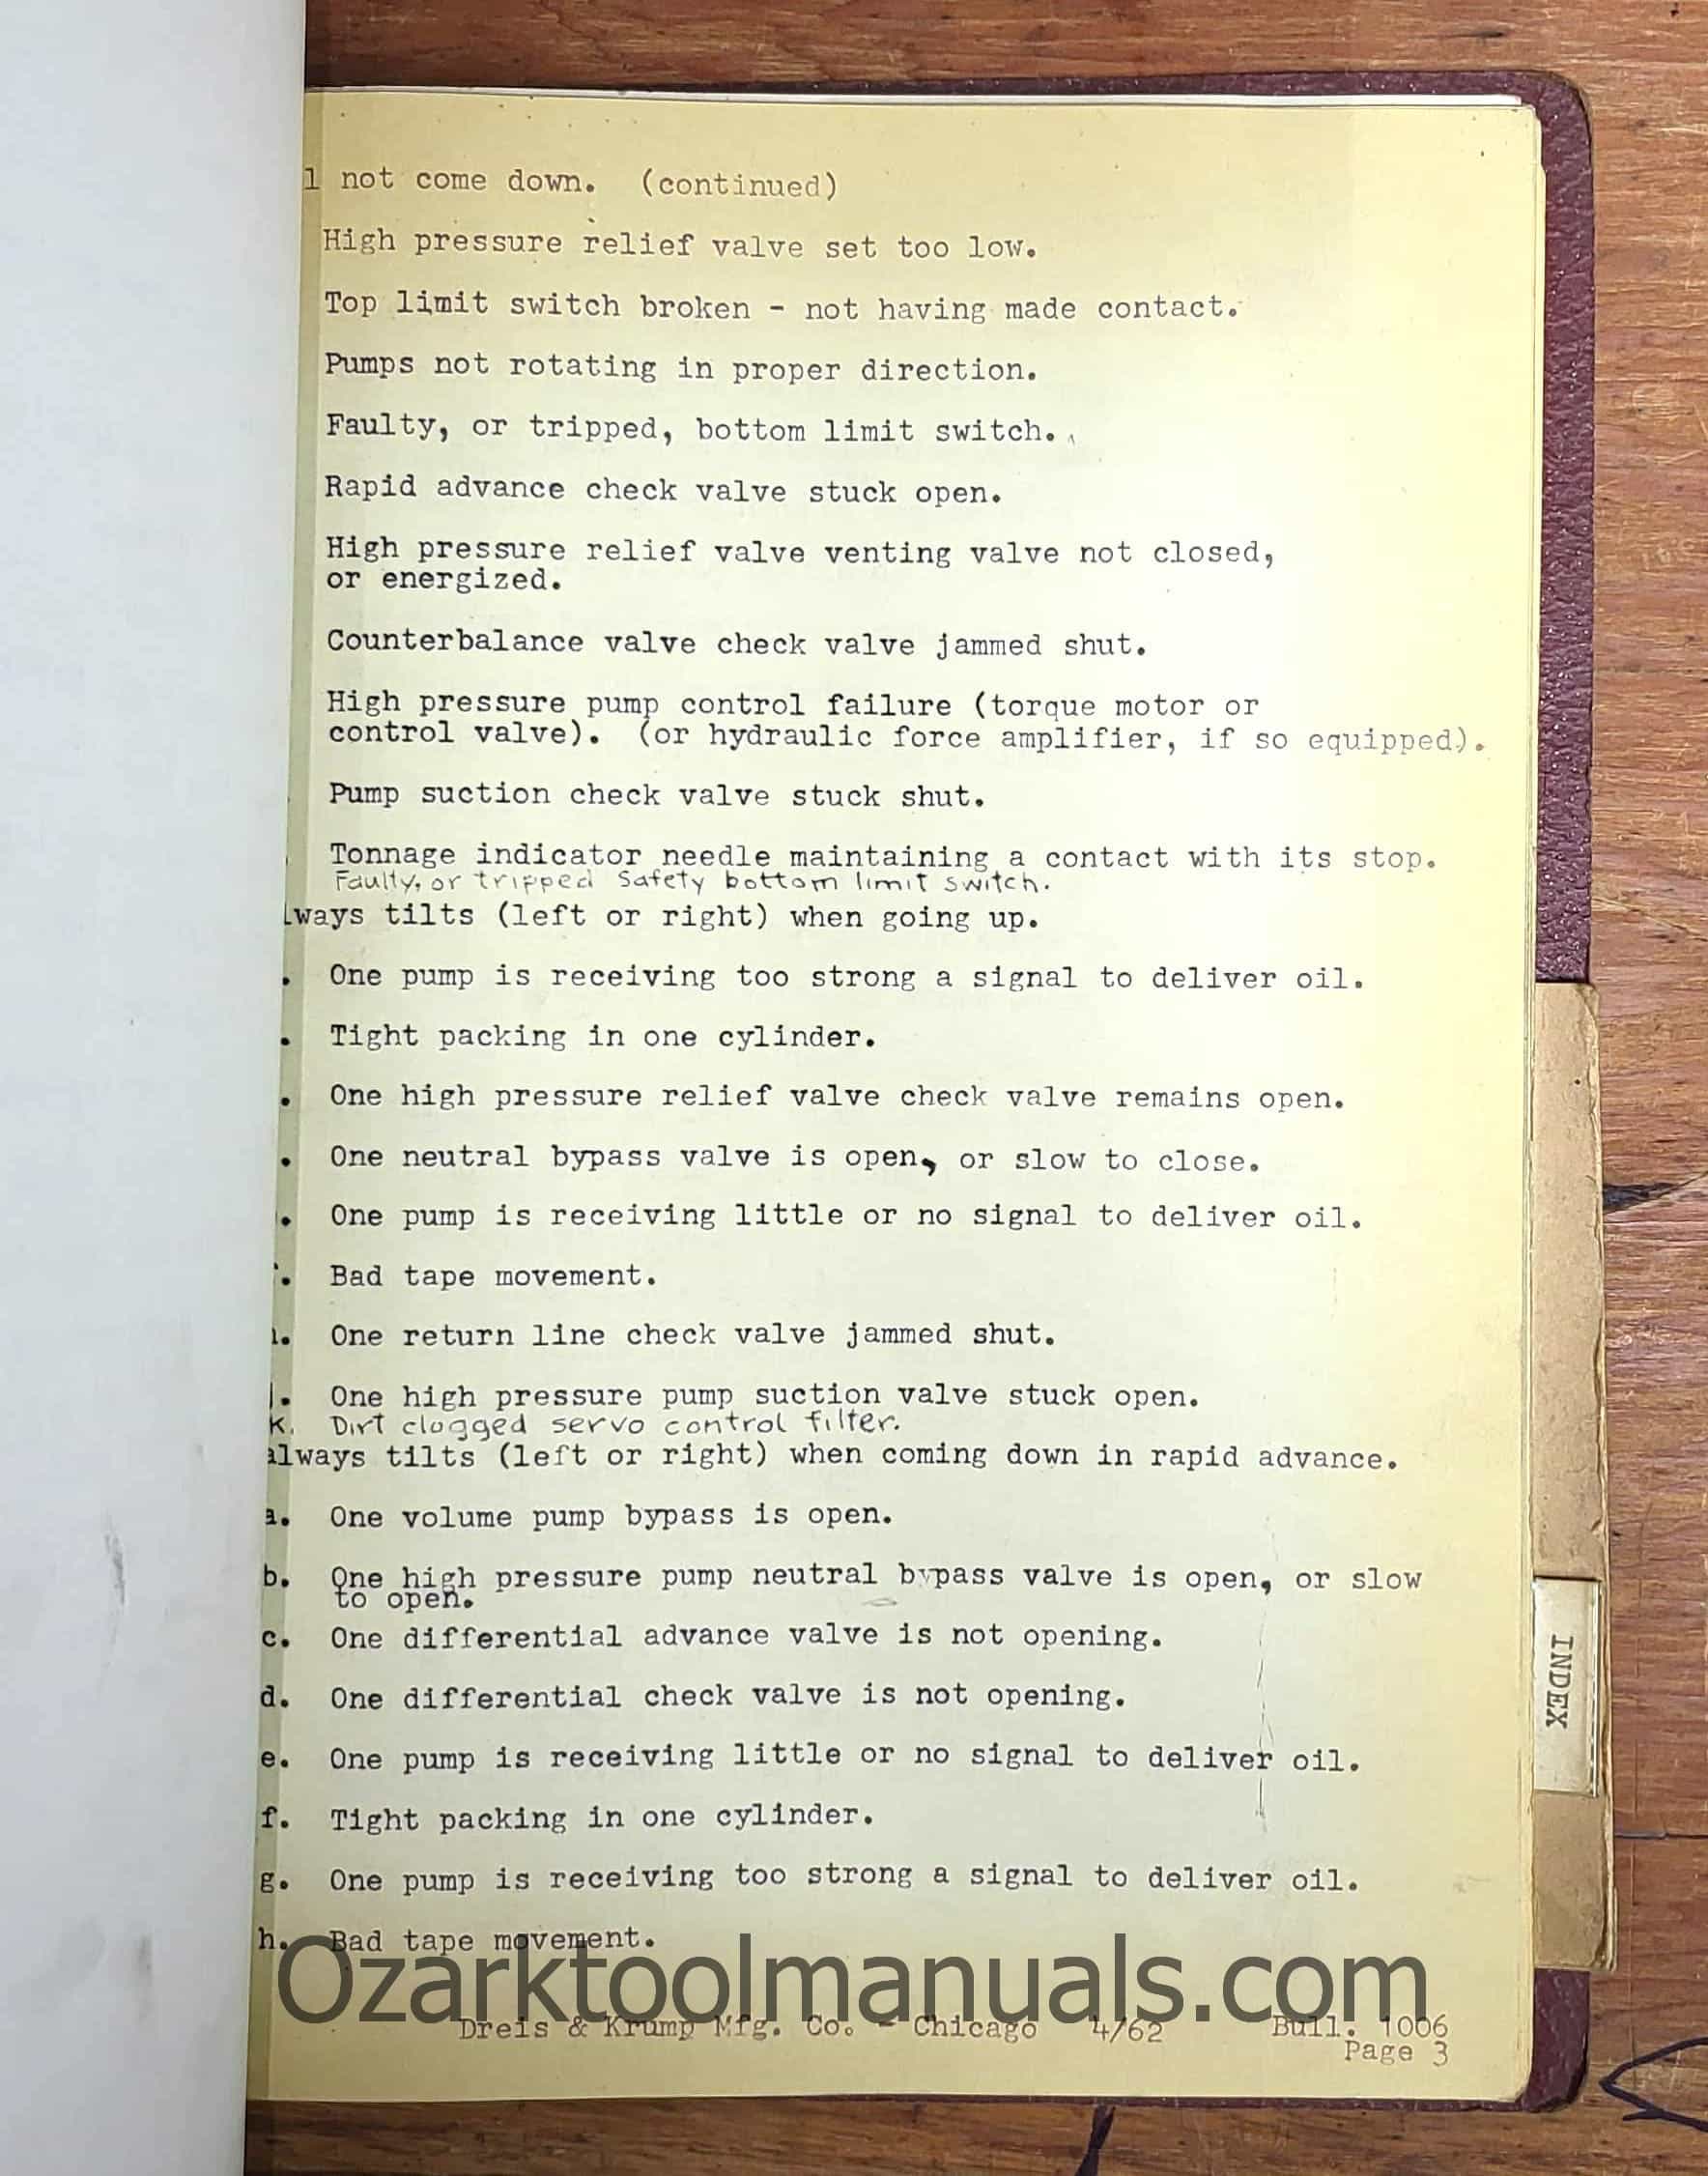 l not come down. (continued)
High pressure relief valve set too low.
Top limit switch broken - not having made contact.
Pumps not rotating in proper direction.
Faulty, or tripped, bottom limit switch.
Rapid advance check valve stuck open.
High pressure relief valve venting valve not closed,
or energized.
Counterbalance valve check valve jammed shut.
High pressure pump control failure (torque motor or
control valve). (or hydraulic force amplifier, if so equipped).
Pump suction check valve stuck shut.
Tonnage indicator needle maintaining a contact with its stop.
Faulty, or tripped Safety bottom limit switch.
lways tilts (left or right) when going up.
. One pump is receiving too strong a signal to deliver oil.
. Tight packing in one cylinder.
. One high pressure relief valve check valve remains open.
. One neutral bypass valve is open, or slow to close.
. One pump is receiving little or no signal to deliver oil.
. Bad tape movement.
. One return line check valve jammed shut.
. One high pressure pump suction valve stuck open.
K. Dirt clogged servo control filter.
always tilts (left or right) when coming down in rapid advance.
a. One volume pump bypass is open.
b. One high pressure pump neutral bypass valve is open, or slow
to open.
c. One differential advance valve is not opening.
d. One differential check valve is not opening.
e. One pump is receiving little or no signal to deliver oil.
f. Tight packing in one cylinder.
g. One pump is receiving too strong a signal to deliver oil.
h. Bad tape movement.
Ozarktoolmanuals.com
Dreis & Krump Mfg. Co. - Chicago 4/62 Bull. 1006
Page 3
INDEX